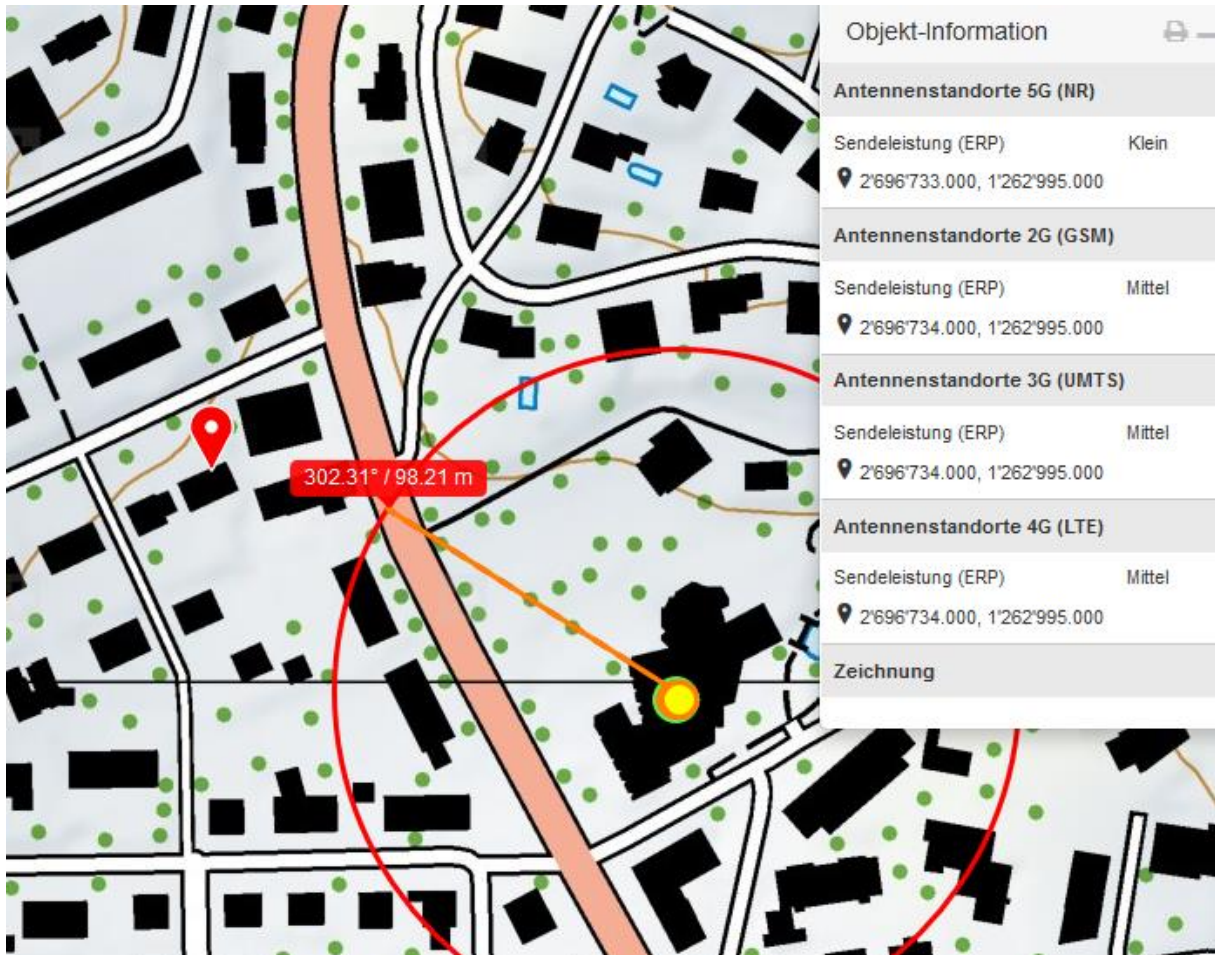 Objekt-Information
Antennenstandorte 5G (NR)
Sendeleistung (ERP) Klein
2'696'733.000, 1'262'995.000
Antennenstandorte 2G (GSM)
Sendeleistung (ERP) Mittel
2'696'734.000, 1'262'995.000
Antennenstandorte 3G (UMTS)
Sendeleistung (ERP) Mittel
2'696'734.000, 1'262'995.000
Antennenstandorte 4G (LTE)
Sendeleistung (ERP) Mittel
2'696'734.000, 1'262'995.000
Zeichnung
302.31° / 98.21 m